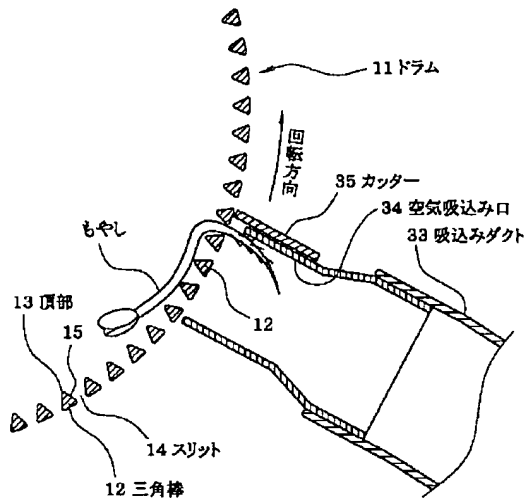 11 ドラム
回転方向
35 カッター
34 空気吸込み口
33 吸込みダクト
もやし
13 頂部
15
12
14 スリット
12 三角棒